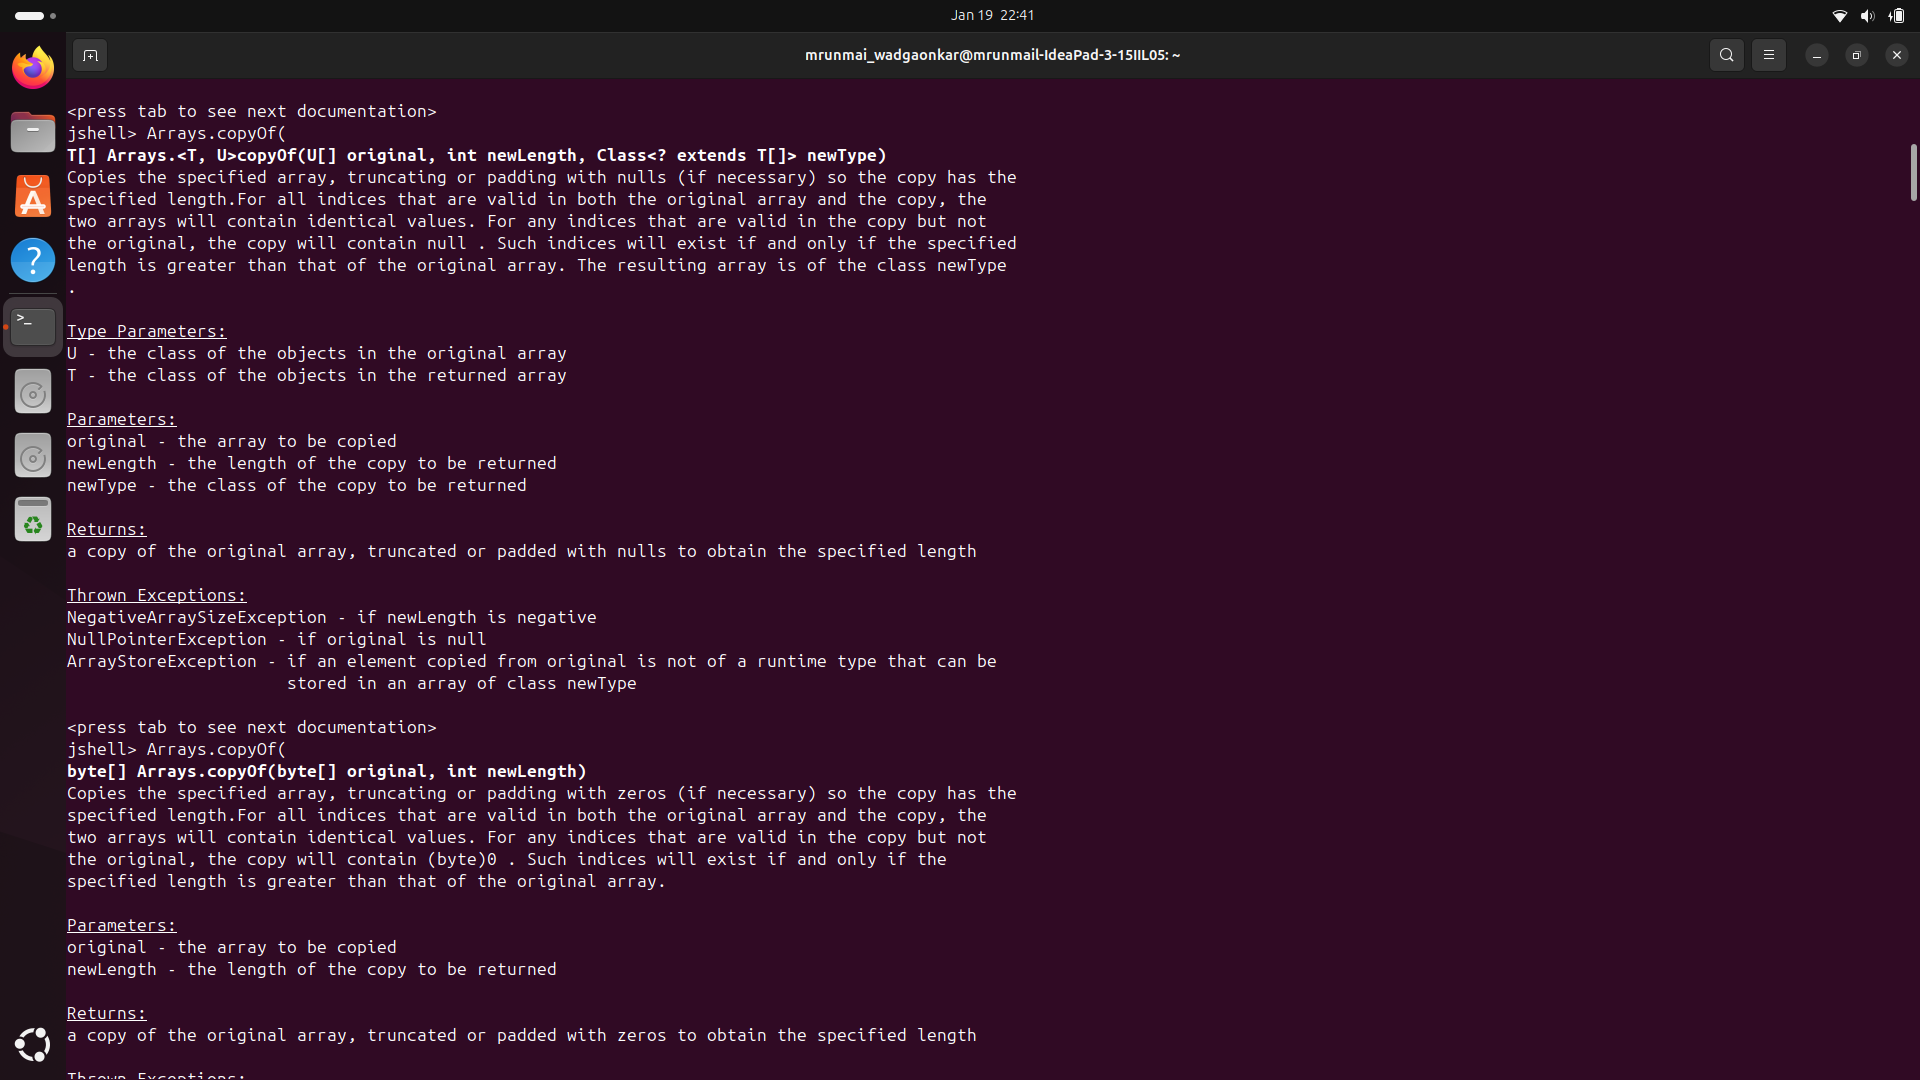 Jan 19 22:41
mrunmai_wadgaonkar@mrunmail-IdeaPad-3-15IIL05: ~
<press tab to see next documentation>
jshell> Arrays.copyOf(
T[] Arrays.<T, U>copyOf(U[] original, int newLength, Class<? extends T[]> newType)
Copies the specified array, truncating or padding with nulls (if necessary) so the copy has the
specified length.For all indices that are valid in both the original array and the copy, the
two arrays will contain identical values. For any indices that are valid in the copy but not
the original, the copy will contain null . Such indices will exist if and only if the specified
length is greater than that of the original array. The resulting array is of the class newType
.
Type Parameters:
U - the class of the objects in the original array
T - the class of the objects in the returned array
Parameters:
original - the array to be copied
newLength - the length of the copy to be returned
newType - the class of the copy to be returned
Returns:
a copy of the original array, truncated or padded with nulls to obtain the specified length
Thrown Exceptions:
NegativeArraySizeException - if newLength is negative
NullPointerException - if original is null
ArrayStoreException - if an element copied from original is not of a runtime type that can be
stored in an array of class newType
<press tab to see next documentation>
jshell> Arrays.copyOf(
byte[] Arrays.copyOf(byte[] original, int newLength)
Copies the specified array, truncating or padding with zeros (if necessary) so the copy has the
specified length.For all indices that are valid in both the original array and the copy, the
two arrays will contain identical values. For any indices that are valid in the copy but not
the original, the copy will contain (byte)0 . Such indices will exist if and only if the
specified length is greater than that of the original array.
Parameters:
original - the array to be copied
newLength - the length of the copy to be returned
Returns:
a copy of the original array, truncated or padded with zeros to obtain the specified length
Thrown Exceptions: